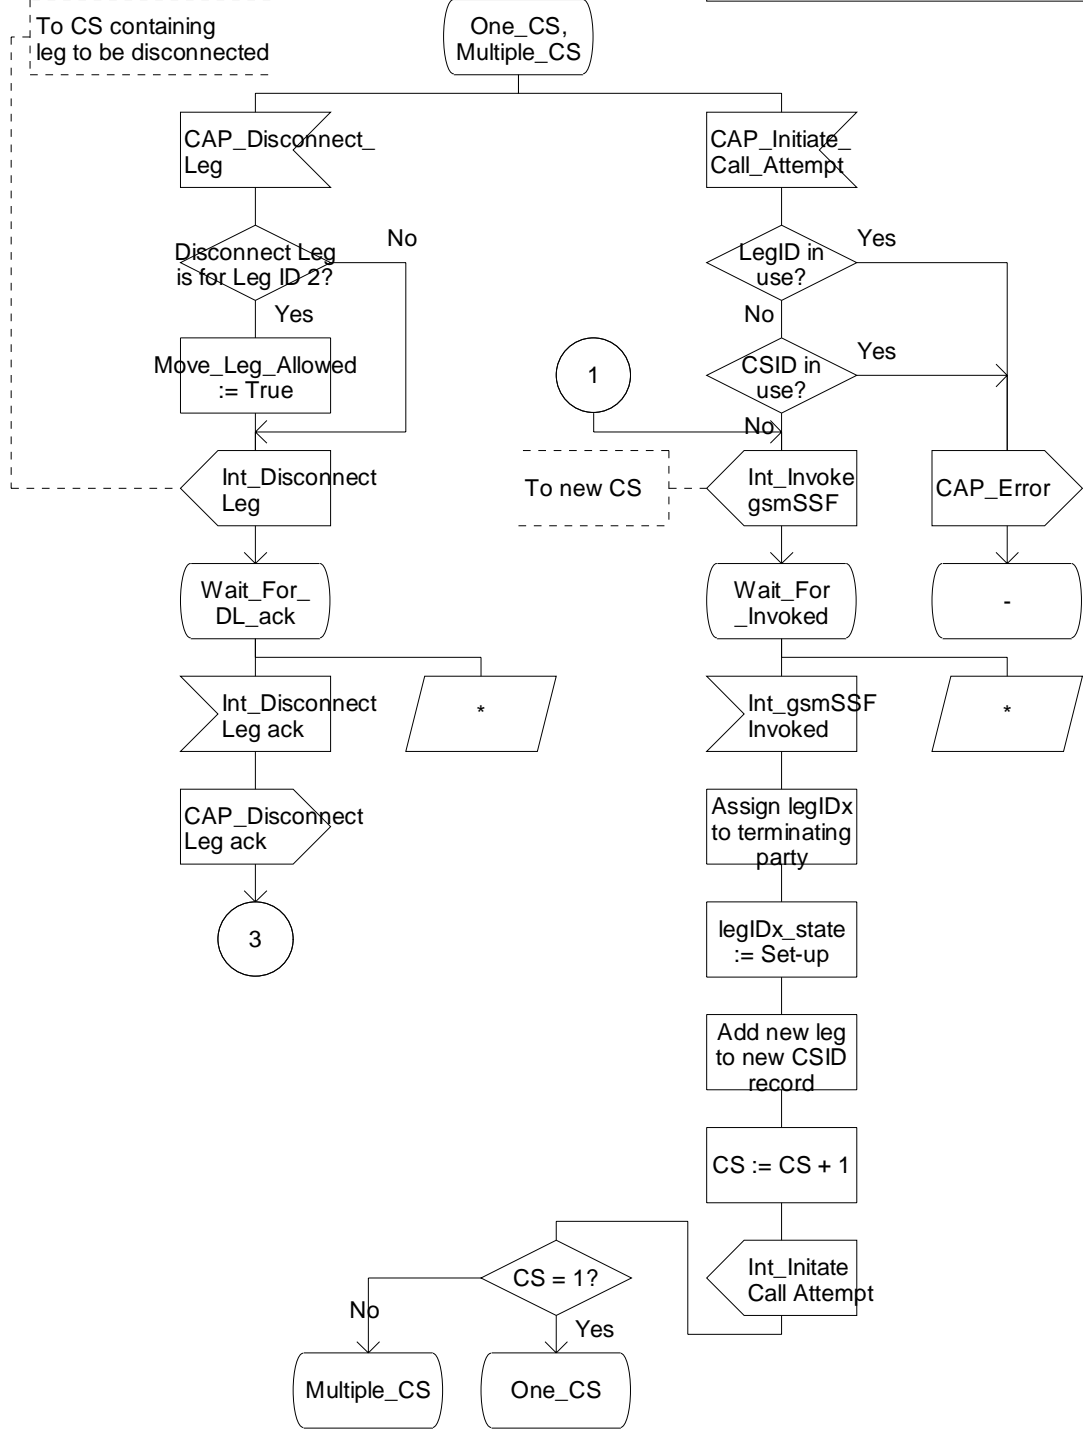 To CS containing
leg to be disconnected
One_CS,
Multiple_CS
CAP_Disconnect_
Leg
CAP_Initiate_
Call_Attempt
Disconnect Leg
is for Leg ID 2?
No
Yes
LegID in
use?
Yes
No
Move_Leg_Allowed
:= True
1
CSID in
use?
Yes
No
Int_Disconnect
Leg
To new CS
Int_Invoke
gsmSSF
CAP_Error
Wait_For_
DL_ack
Wait_For
_Invoked
-
Int_Disconnect
Leg ack
*
Int_gsmSSF
Invoked
*
CAP_Disconnect
Leg ack
Assign legIDx
to terminating
party
3
legIDx_state
:= Set-up
Add new leg
to new CSID
record
CS := CS + 1
Int_Initate
Call Attempt
CS = 1?
No
Yes
Multiple_CS
One_CS